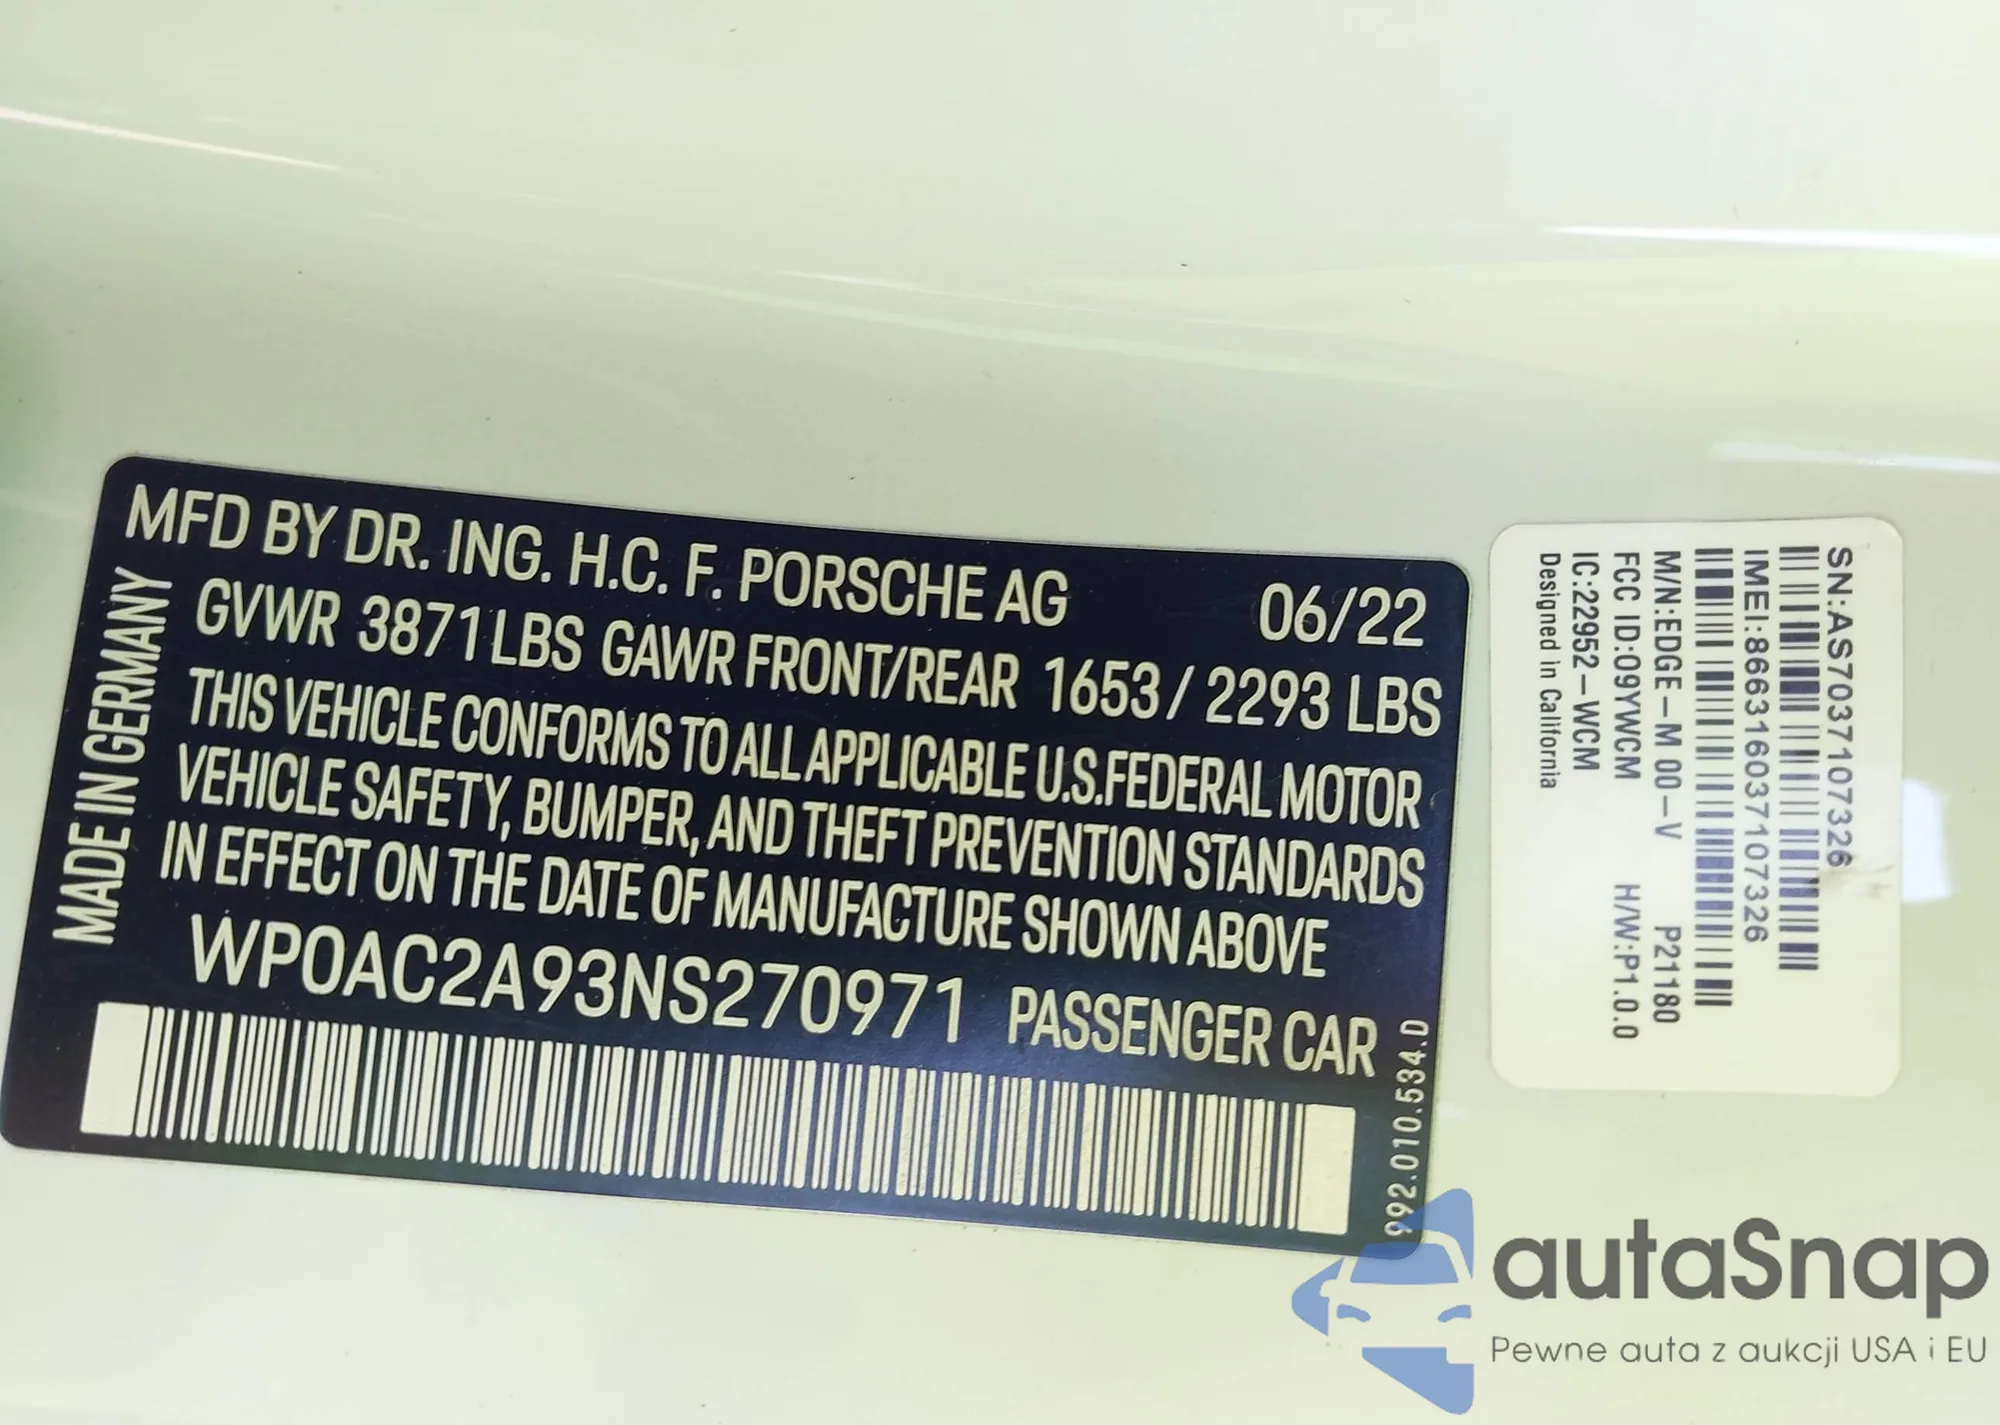 MFD BY DR. ING. H.C. F. PORSCHE AG 06/22
GVWR 3871 LBS GAWR FRONT/REAR 1653 / 2293 LBS
THIS VEHICLE CONFORMS TO ALL APPLICABLE U.S.FEDERAL MOTOR
VEHICLE SAFETY, BUMPER, AND THEFT PREVENTION STANDARDS
IN EFFECT ON THE DATE OF MANUFACTURE SHOWN ABOVE
WP0AC2A93NS270971 PASSENGER CAR
MADE IN GERMANY
992.010.534.0
SN:AS7037107326
IMEI:866316037107326
M/N:EDGE-M 00-V P21180
FCC ID:09YWCM H/W:P1.0.0
IC:22952-WCM
Designed in California
autaSnap
Pewne auta z aukcji USA i EU